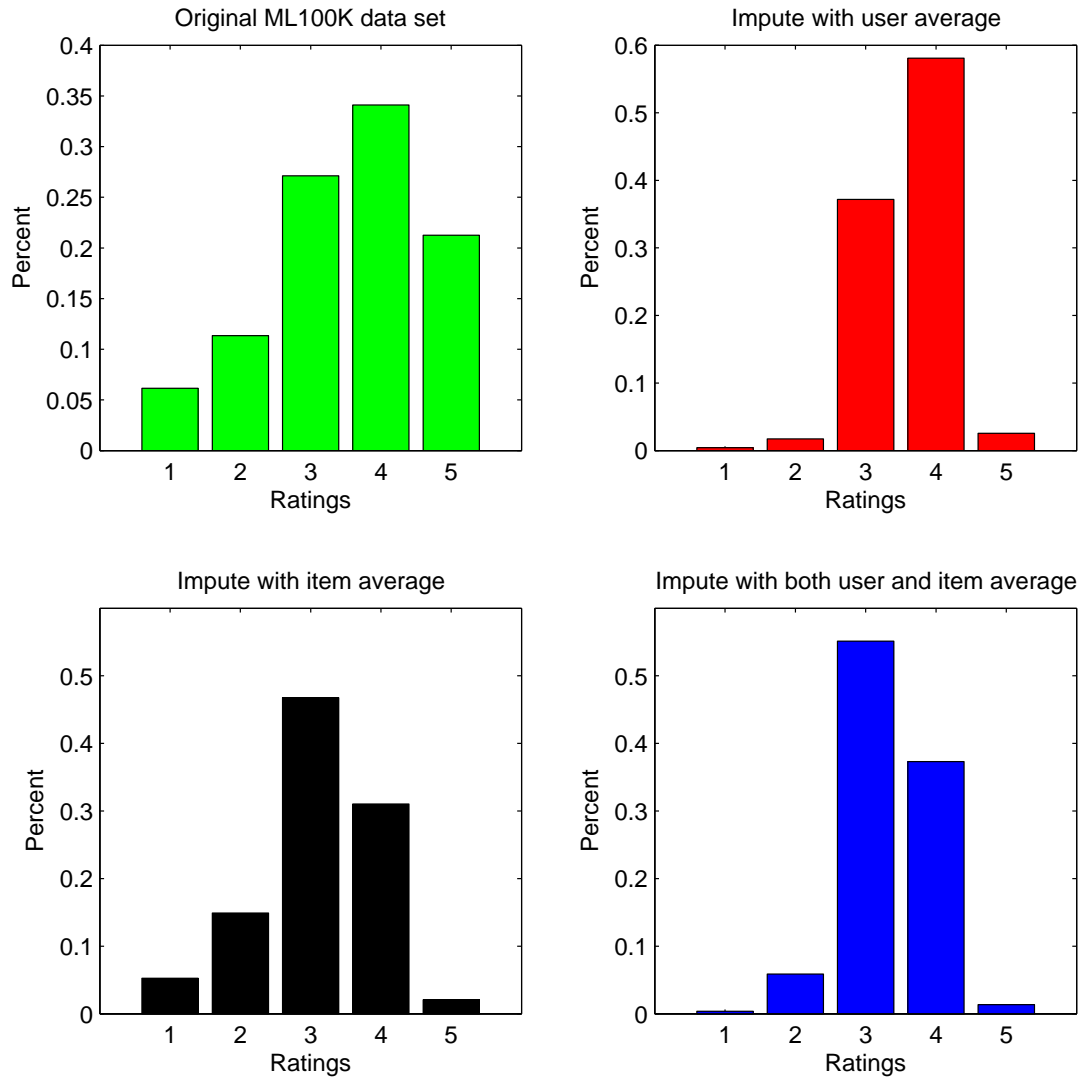 Original ML100K data set
0.4
0.35
0.3
0.25
0.2
0.15
0.1
0.05
0
Percent
1 2 3 4 5
Ratings
Impute with user average
0.6
0.5
0.4
0.3
0.2
0.1
0
Percent
1 2 3 4 5
Ratings
Impute with item average
0.5
0.4
0.3
0.2
0.1
0
Percent
1 2 3 4 5
Ratings
Impute with both user and item average
0.5
0.4
0.3
0.2
0.1
0
Percent
1 2 3 4 5
Ratings